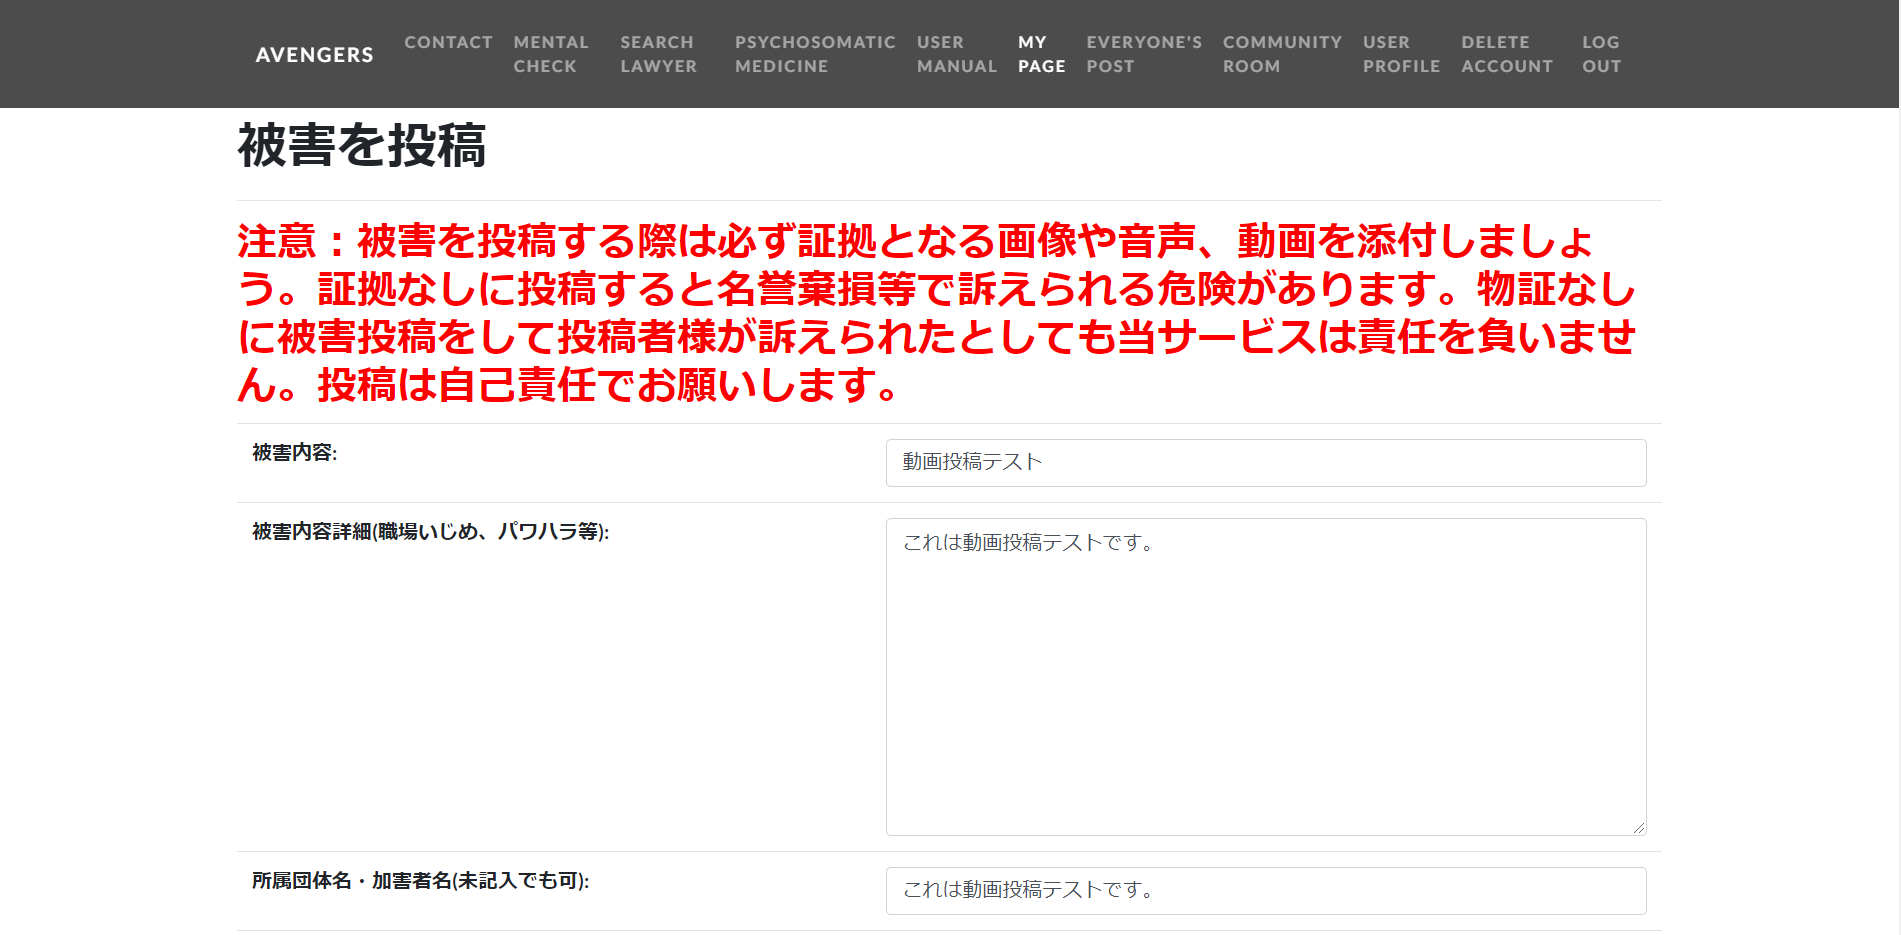 AVENGERS
CONTACT
MENTAL
CHECK
SEARCH
LAWYER
PSYCHOSOMATIC
MEDICINE
USER
MANUAL
MY
PAGE
EVERYONE'S
POST
COMMUNITY
ROOM
USER
PROFILE
DELETE
ACCOUNT
LOG
OUT
被害を投稿
注意：被害を投稿する際は必ず証拠となる画像や音声、動画を添付しましょ
う。証拠なしに投稿すると名誉棄損等で訴えられる危険があります。物証なし
に被害投稿をして投稿者様が訴えられたとしても当サービスは責任を負いませ
ん。投稿は自己責任でお願いします。
被害内容:
動画投稿テスト
被害内容詳細(職場いじめ、パワハラ等):
これは動画投稿テストです。
所属団体名・加害者名(未記入でも可):
これは動画投稿テストです。